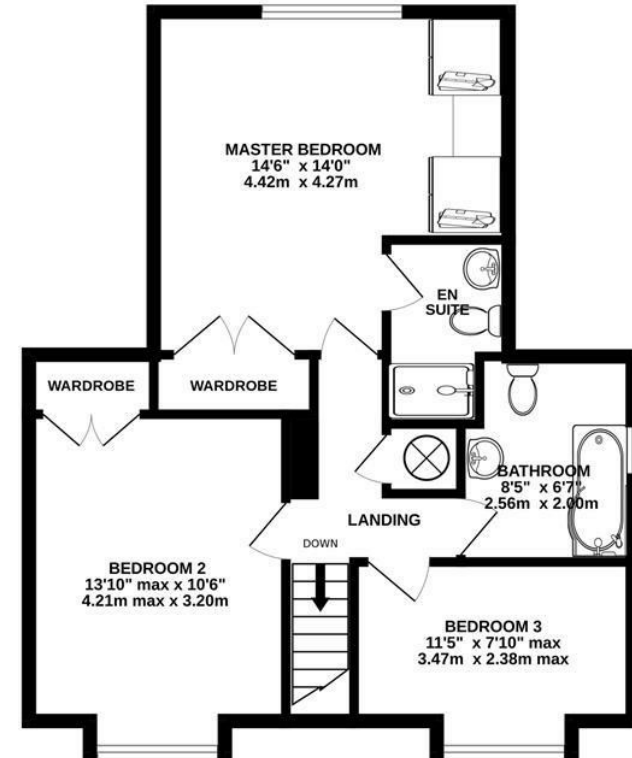 MASTER BEDROOM
14'6" x 14'0"
4.42m x 4.27m
EN
SUITE
WARDROBE
WARDROBE
BATHROOM
8'5" x 6'7"
2.56m x 2.00m
LANDING
DOWN
BEDROOM 2
13'10" max x 10'6"
4.21m max x 3.20m
BEDROOM 3
11'5" x 7'10" max
3.47m x 2.38m max